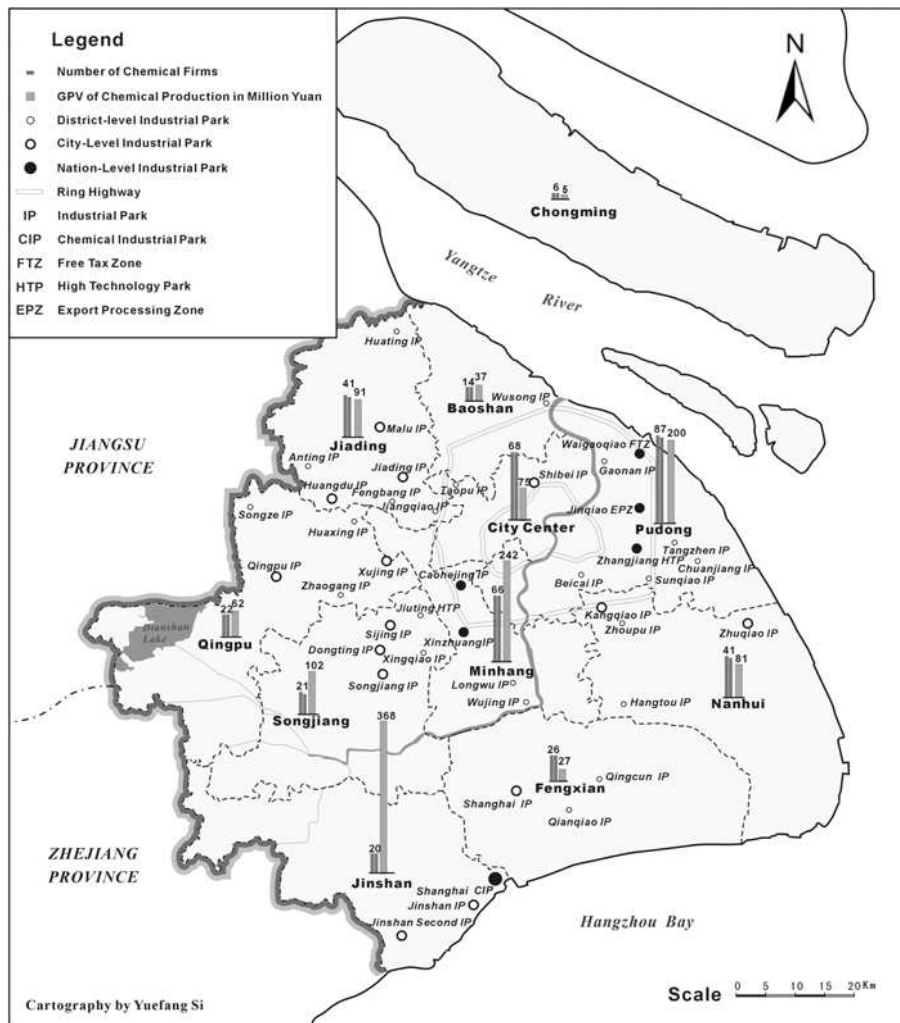 Legend
Number of Chemical Firms
GPV of Chemical Production in Million Yuan
District-level Industrial Park
City-Level Industrial Park
Nation-Level Industrial Park
Ring Highway
IP Industrial Park
CIP Chemical Industrial Park
FTZ Free Tax Zone
HTP High Technology Park
EPZ Export Processing Zone
N
6 5
Chongming
Yangtze
River
Huating IP
41 91
Jiading
Malu IP
14 37
Baoshan
Wusong IP
JIANGSU
PROVINCE
Anting IP
Jiading IP
Huangdu IP
Fengbang IP
Jiangqiao IP
Taopu IP
68 75
City Center
Shibei IP
Waigaoqiao FTZ
Gaonan IP
87 200
Pudong
Jinqiao EPZ
Songze IP
Huaxing IP
Zhangjiang HTP
Tangzhen IP
Chuanjiang IP
Sunqiao IP
Beicai IP
Qingpu IP
Xujing IP
Zhaogang IP
Caohejing IP
242
66
Minhang
Jiuting HTP
Kangqiao IP
Zhoupu IP
Zhuqiao IP
Dianshan
Lake
22 62
Qingpu
Sijing IP
Xinzhuang IP
Dongting IP
Xingqiao IP
Songjiang IP
Longwu IP
Wujing IP
41 81
Nanhui
Hangtou IP
21 102
Songjiang
368
20
Jinshan
26 27
Fengxian
Qingcun IP
Shanghai IP
Qianqiao IP
ZHEJIANG
PROVINCE
Shanghai CIP
Jinshan IP
Jinshan Second IP
Hangzhou Bay
Cartography by Yuefang Si
Scale 0 5 10 15 20 Km